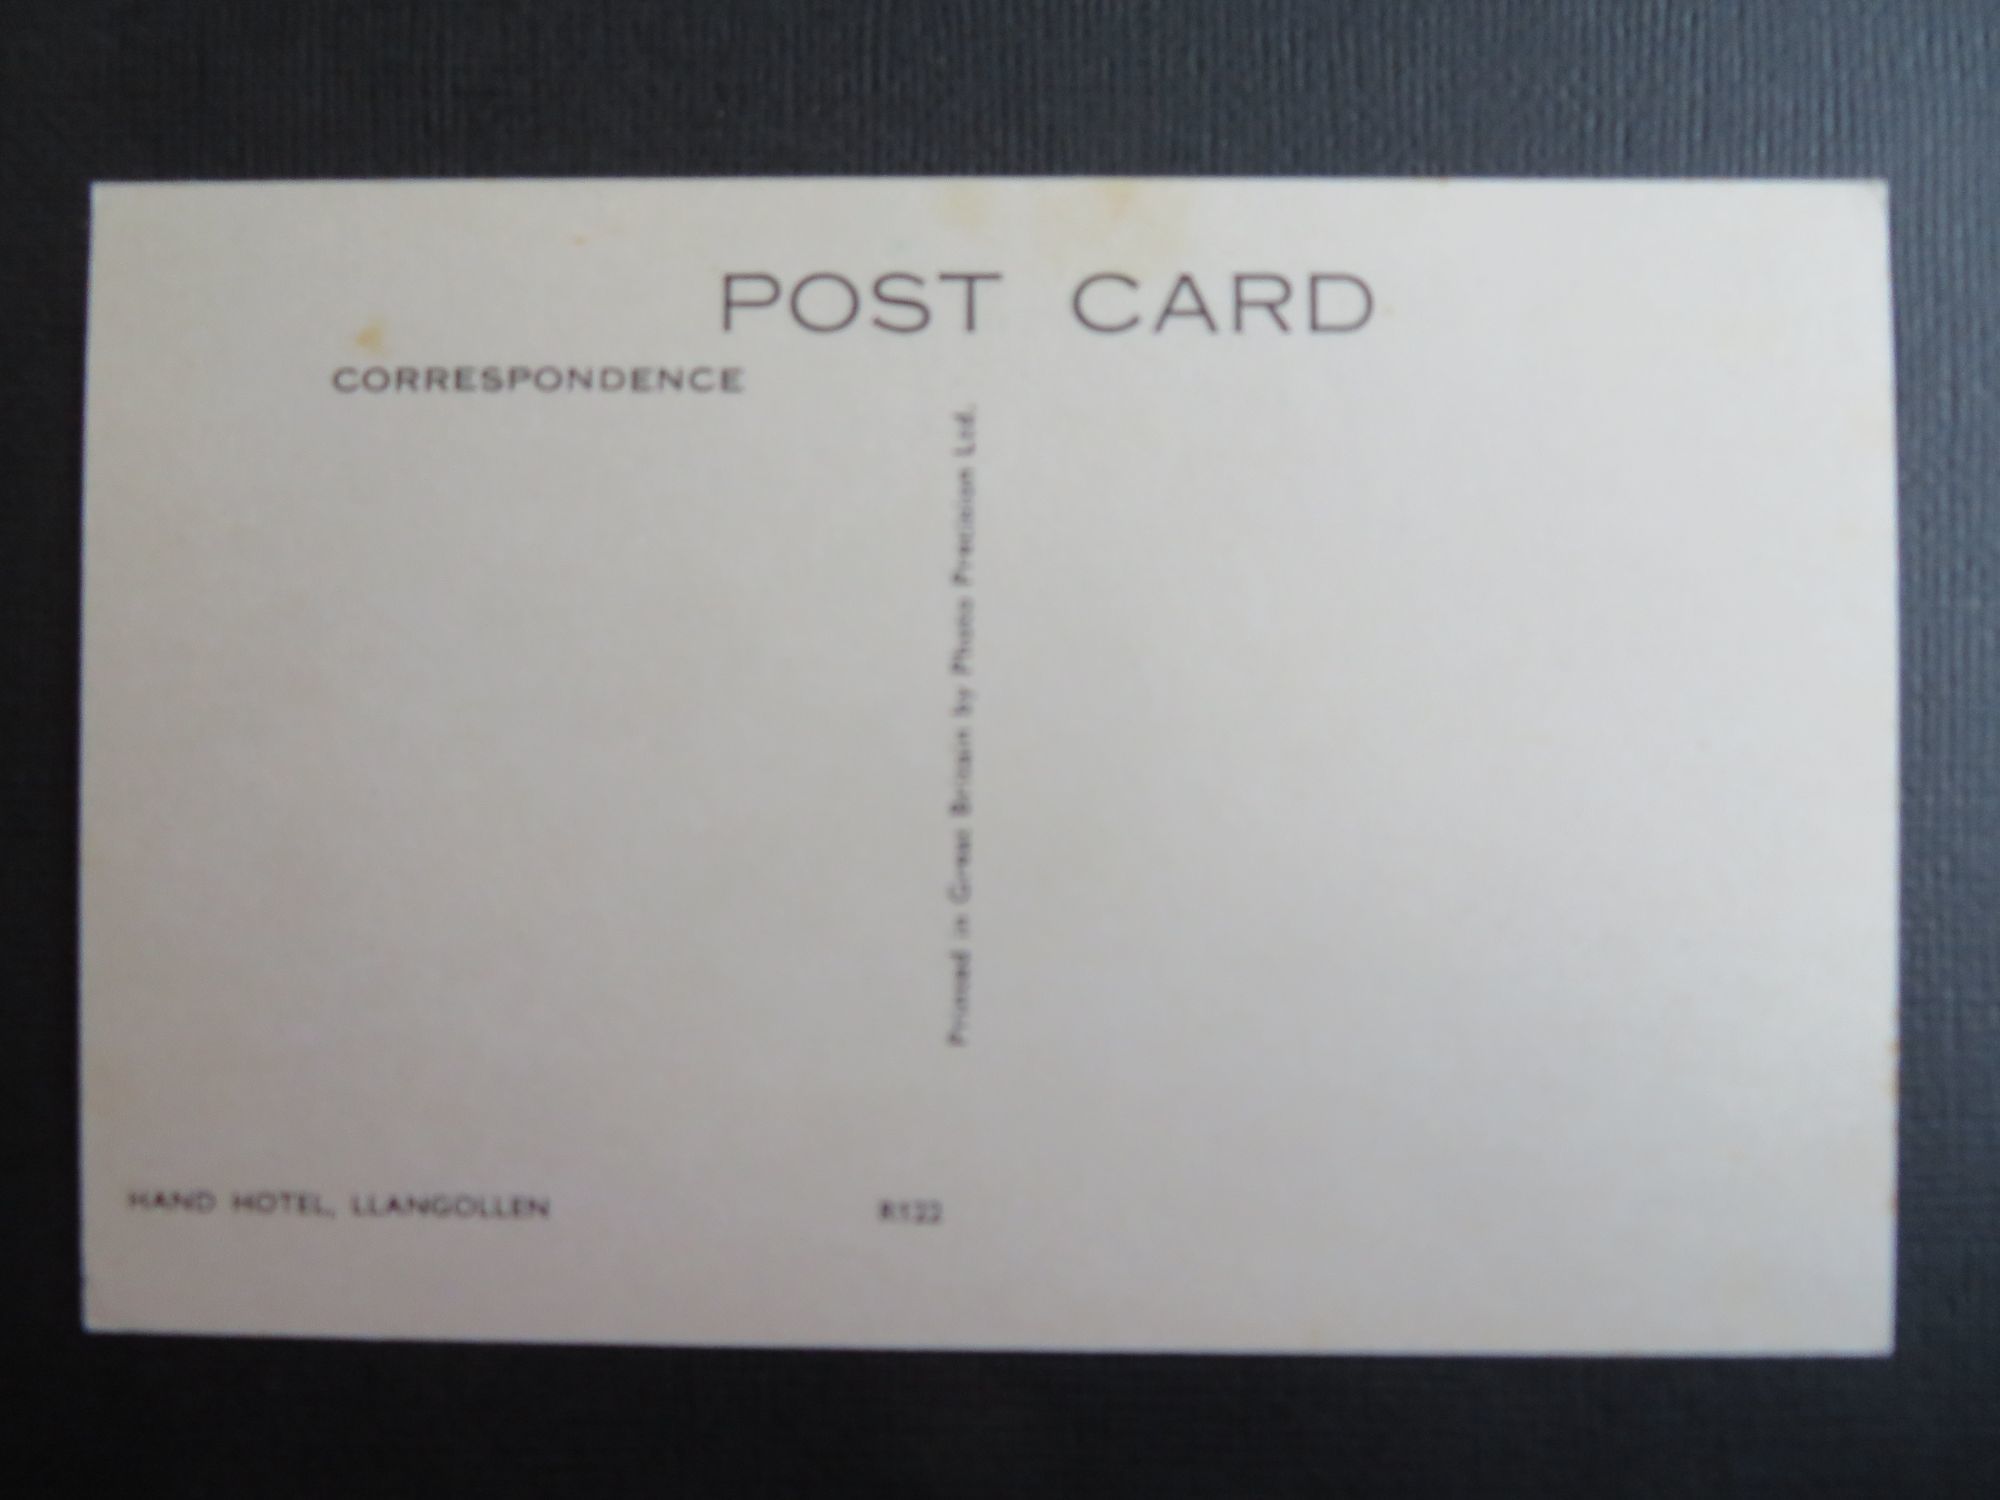 POST CARD
CORRESPONDENCE
Printed in Great Britain by Photo Precision Ltd.
HAND HOTEL, LLANGOLLEN
R122